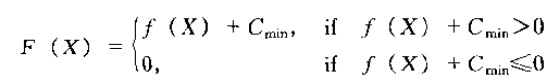 F (X) = { f (X) + C_min, if f (X) + C_min>0
0, if f (X) + C_min≤0